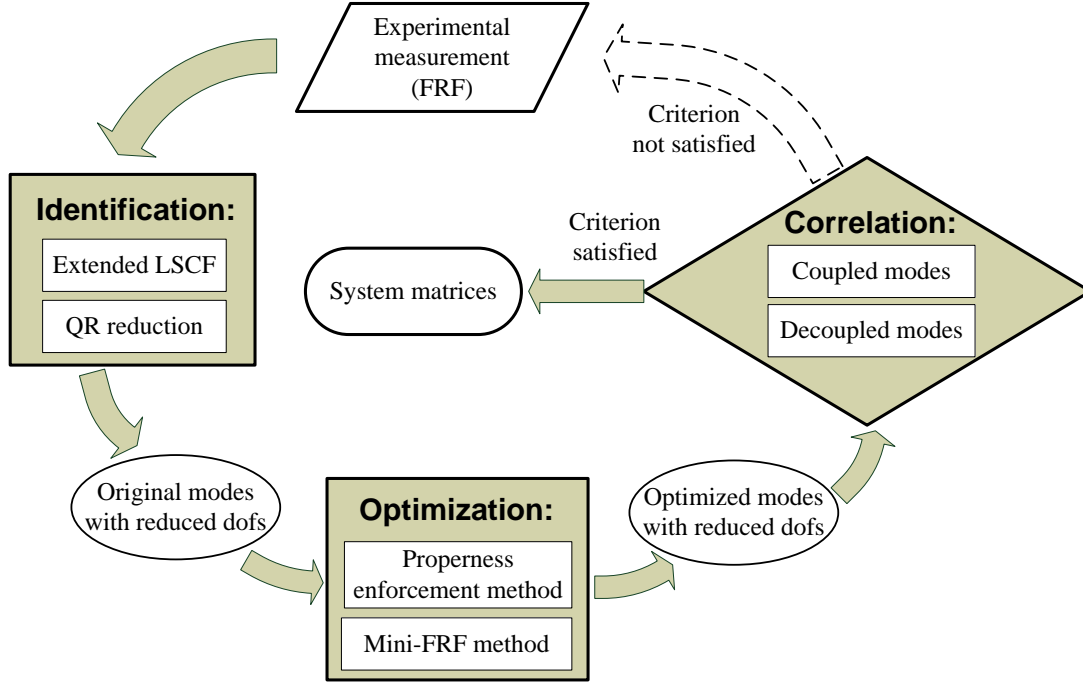 Experimental
measurement
(FRF)
Criterion
not satisfied
Identification:
Extended LSCF
QR reduction
Criterion
satisfied
System matrices
Correlation:
Coupled modes
Decoupled modes
Original modes
with reduced dofs
Optimization:
Properness
enforcement method
Mini-FRF method
Optimized modes
with reduced dofs